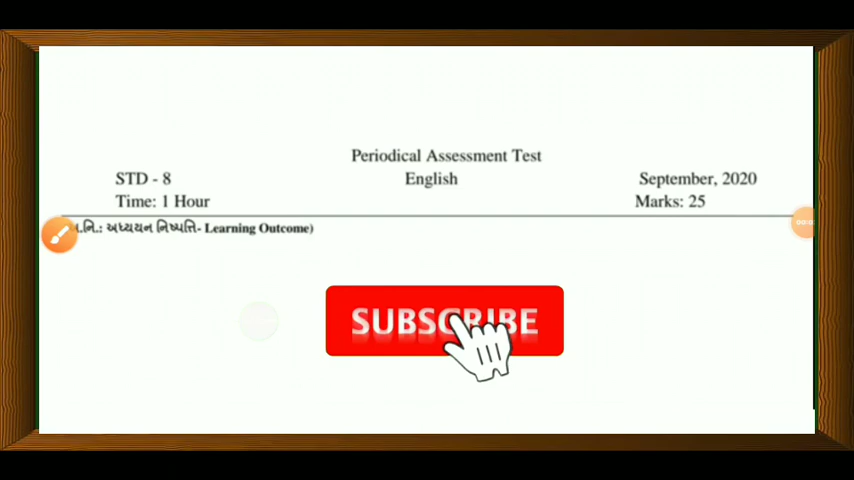 Periodical Assessment Test
STD - 8 English September, 2020
Time: 1 Hour Marks: 25
.નિ.: અધ્યયન નિષ્પત્તિ- Learning Outcome)
SUBSCRIBE